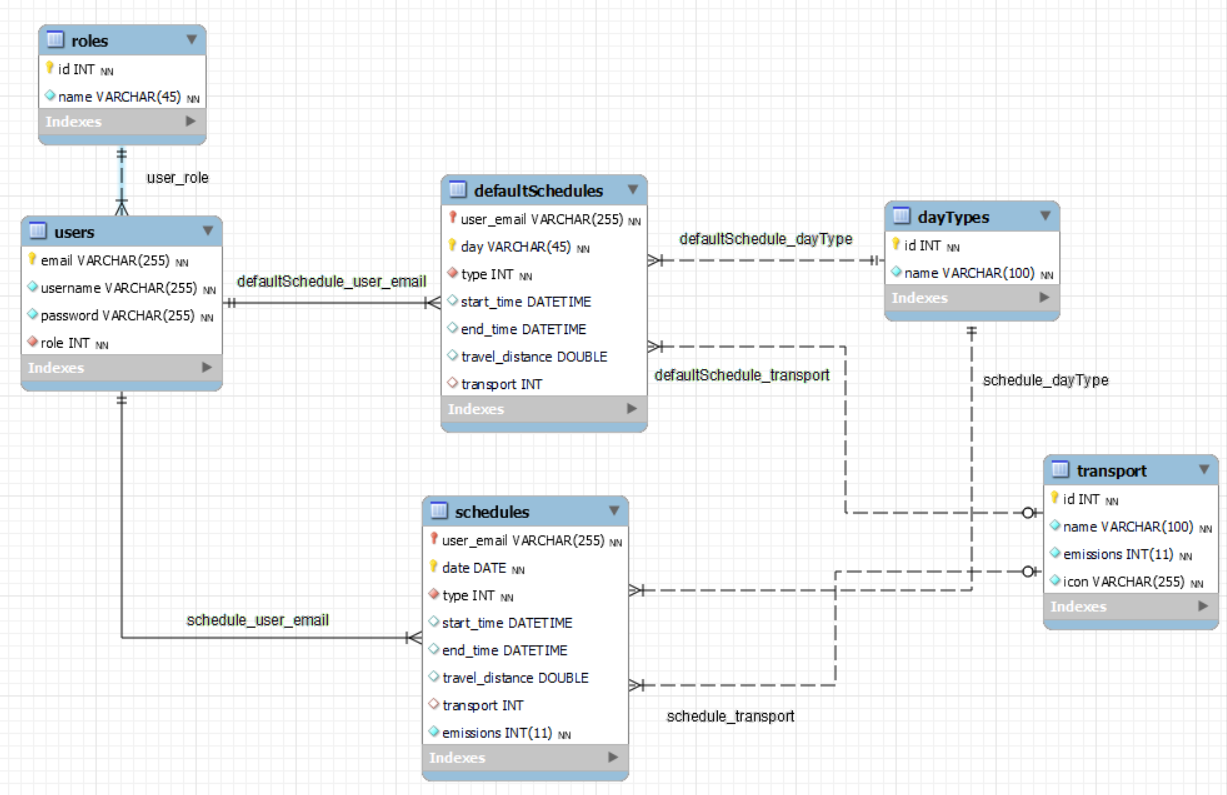 roles
id INT NN
name VARCHAR(45) NN
Indexes
user_role
users
email VARCHAR(255) NN
username VARCHAR(255) NN
password VARCHAR(255) NN
role INT NN
Indexes
defaultSchedule_user_email
defaultSchedules
user_email VARCHAR(255) NN
day VARCHAR(45) NN
type INT NN
start_time DATETIME
end_time DATETIME
travel_distance DOUBLE
transport INT
Indexes
defaultSchedule_dayType
dayTypes
id INT NN
name VARCHAR(100) NN
Indexes
defaultSchedule_transport
schedule_dayType
transport
id INT NN
name VARCHAR(100) NN
emissions INT(11) NN
icon VARCHAR(255) NN
Indexes
schedules
user_email VARCHAR(255) NN
date DATE NN
type INT NN
start_time DATETIME
end_time DATETIME
travel_distance DOUBLE
transport INT
emissions INT(11) NN
Indexes
schedule_user_email
schedule_transport